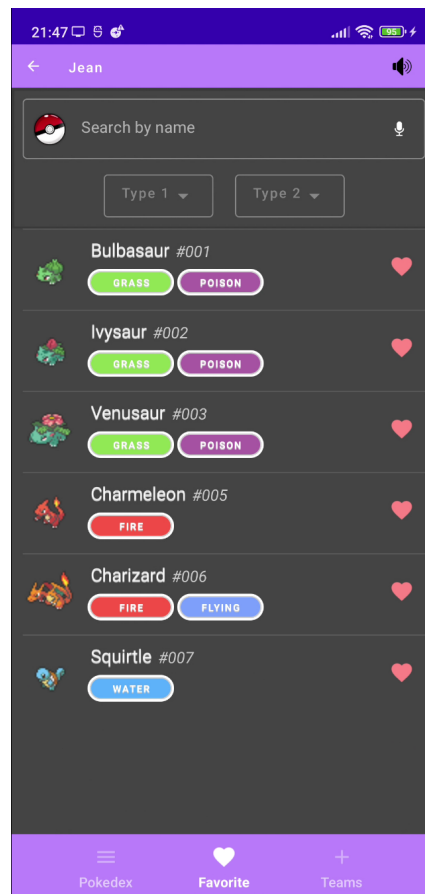 21:47 95
Jean
Search by name
Type 1 Type 2
Bulbasaur #001
GRASS POISON
Ivysaur #002
GRASS POISON
Venusaur #003
GRASS POISON
Charmeleon #005
FIRE
Charizard #006
FIRE FLYING
Squirtle #007
WATER
Pokedex Favorite Teams